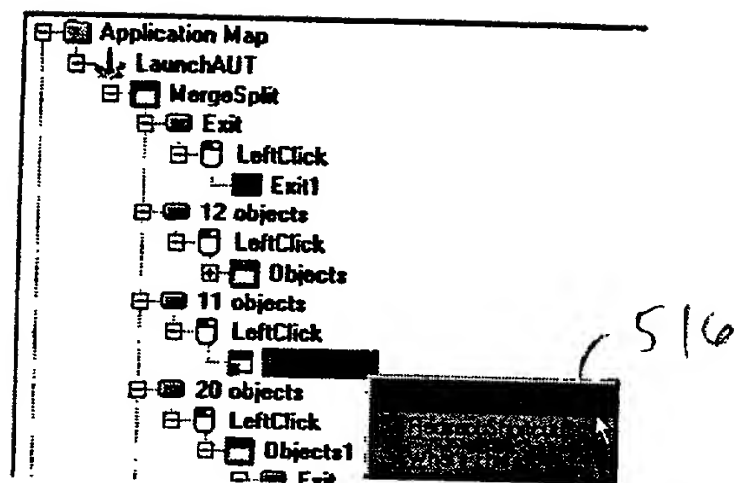 Application Map
LaunchAUT
MergeSplit
Exit
LeftClick
Exit1
12 objects
LeftClick
Objects
11 objects
LeftClick
516
20 objects
LeftClick
Objects1
Exit